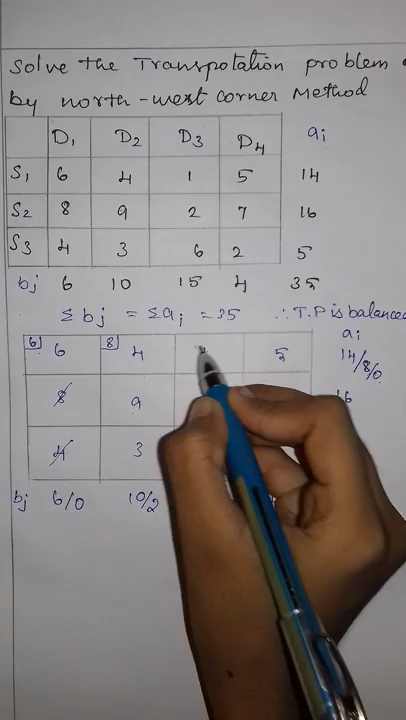 Solve the Transpotation problem
by north-west corner Method
D1 D2 D3 D4 ai
S1 6 4 1 5 14
S2 8 9 2 7 16
S3 4 3 6 2 5
bj 6 10 15 4 35
Σbj = Σai = 35 ∴ T.P is balanced
ai
6 6 8 4 5 14/8/0
8 9 16
4 3
bj 6/0 10/2